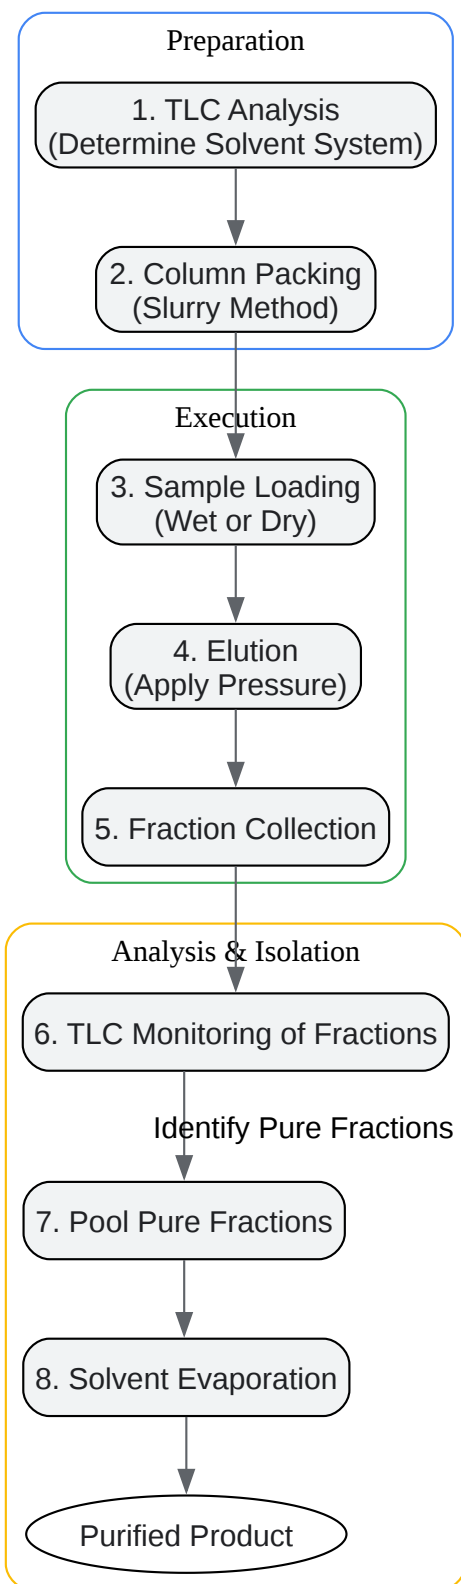 Preparation
1. TLC Analysis
(Determine Solvent System)
2. Column Packing
(Slurry Method)
Execution
3. Sample Loading
(Wet or Dry)
4. Elution
(Apply Pressure)
5. Fraction Collection
Analysis & Isolation
6. TLC Monitoring of Fractions
Identify Pure Fractions
7. Pool Pure Fractions
8. Solvent Evaporation
Purified Product